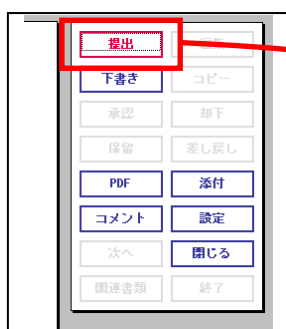 提出
下書き コピー
承認 却下
保留 差し戻し
PDF 添付
コメント 設定
次へ 閉じる
関連書類 終了